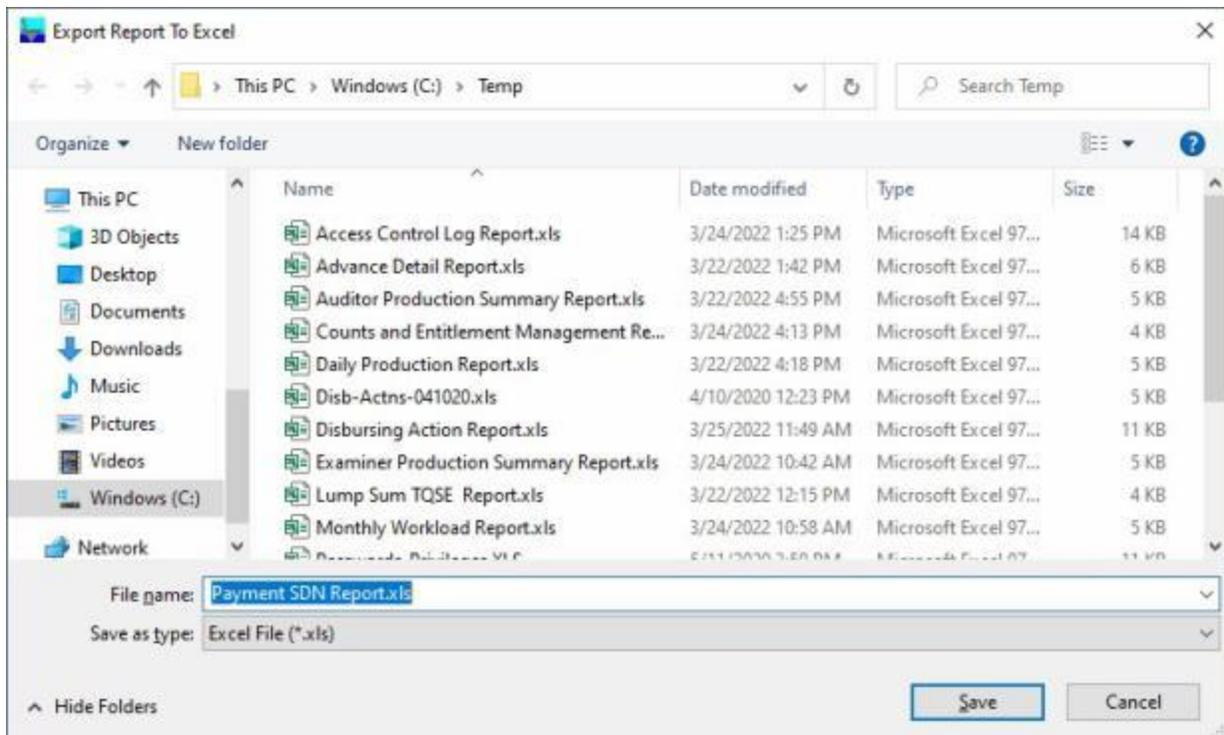 Export Report To Excel
This PC > Windows (C:) > Temp
Search Temp
Organize
New folder
This PC
3D Objects
Desktop
Documents
Downloads
Music
Pictures
Videos
Windows (C:)
Network
Name Date modified Type Size
Access Control Log Report.xls 3/24/2022 1:25 PM Microsoft Excel 97... 14 KB
Advance Detail Report.xls 3/22/2022 1:42 PM Microsoft Excel 97... 6 KB
Auditor Production Summary Report.xls 3/22/2022 4:55 PM Microsoft Excel 97... 5 KB
Counts and Entitlement Management Re... 3/24/2022 4:13 PM Microsoft Excel 97... 4 KB
Daily Production Report.xls 3/22/2022 4:18 PM Microsoft Excel 97... 5 KB
Disb-Actns-041020.xls 4/10/2020 12:23 PM Microsoft Excel 97... 5 KB
Disbursing Action Report.xls 3/25/2022 11:49 AM Microsoft Excel 97... 11 KB
Examiner Production Summary Report.xls 3/24/2022 10:42 AM Microsoft Excel 97... 5 KB
Lump Sum TQSE Report.xls 3/22/2022 12:15 PM Microsoft Excel 97... 4 KB
Monthly Workload Report.xls 3/24/2022 10:58 AM Microsoft Excel 97... 5 KB
File name: Payment SDN Report.xls
Save as type: Excel File (*.xls)
Hide Folders
Save
Cancel